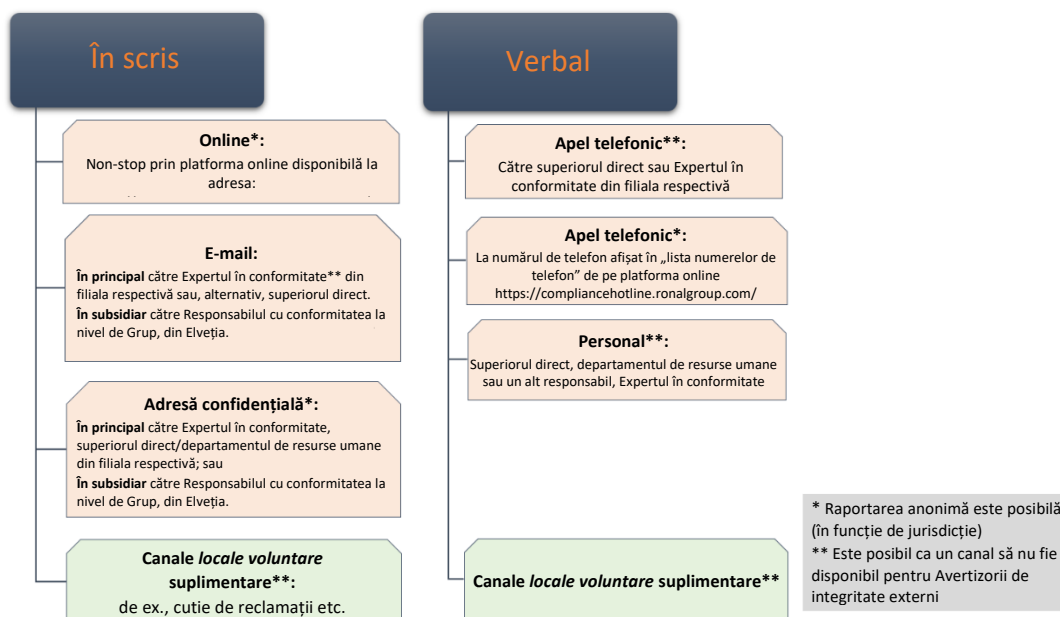 În scris
Online*:
Non-stop prin platforma online disponibilă la
adresa:
E-mail:
În principal către Expertul în conformitate** din
filiala respectivă sau, alternativ, superiorul direct.
În subsidiar către Responsabilul cu conformitatea la
nivel de Grup, din Elveția.
Adresă confidențială*:
În principal către Expertul în conformitate,
superiorul direct/departamentul de resurse umane
din filiala respectivă; sau
În subsidiar către Responsabilul cu conformitatea la
nivel de Grup, din Elveția.
Canale locale voluntare
suplimentare**:
de ex., cutie de reclamații etc.
Verbal
Apel telefonic**:
Către superiorul direct sau Expertul în
conformitate din filiala respectivă
Apel telefonic*:
La numărul de telefon afișat în „lista numerelor de
telefon” de pe platforma online
https://compliancehotline.ronalgroup.com/
Personal**:
Superiorul direct, departamentul de resurse umane
sau un alt responsabil, Expertul în conformitate
Canale locale voluntare suplimentare**
* Raportarea anonimă este posibilă
(în funcție de jurisdicție)
** Este posibil ca un canal să nu fie
disponibil pentru Avertizorii de
integritate externi